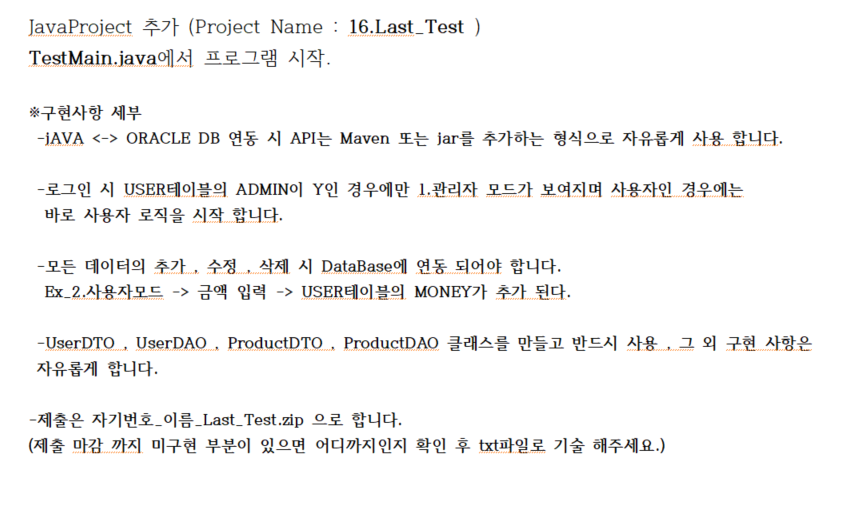 JavaProject 추가 (Project Name : 16.Last_Test )
TestMain.java에서 프로그램 시작.
※구현사항 세부
-jAVA <-> ORACLE DB 연동 시 API는 Maven 또는 jar를 추가하는 형식으로 자유롭게 사용 합니다.
-로그인 시 USER테이블의 ADMIN이 Y인 경우에만 1.관리자 모드가 보여지며 사용자인 경우에는
바로 사용자 로직을 시작 합니다.
-모든 데이터의 추가 , 수정 , 삭제 시 DataBase에 연동 되어야 합니다.
Ex_2.사용자모드 -> 금액 입력 -> USER테이블의 MONEY가 추가 된다.
-UserDTO , UserDAO , ProductDTO , ProductDAO 클래스를 만들고 반드시 사용 , 그 외 구현 사항은
자유롭게 합니다.
-제출은 자기번호_이름_Last_Test.zip 으로 합니다.
(제출 마감 까지 미구현 부분이 있으면 어디까지인지 확인 후 txt파일로 기술 해주세요.)